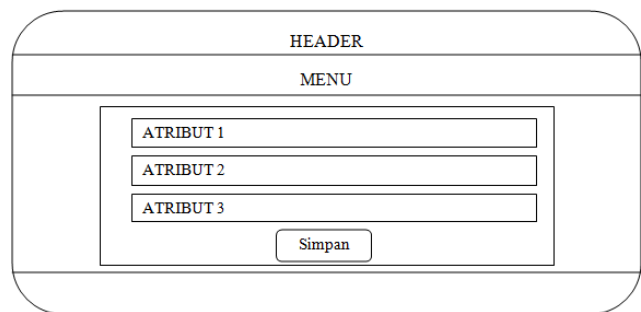 HEADER
MENU
ATRIBUT 1
ATRIBUT 2
ATRIBUT 3
Simpan